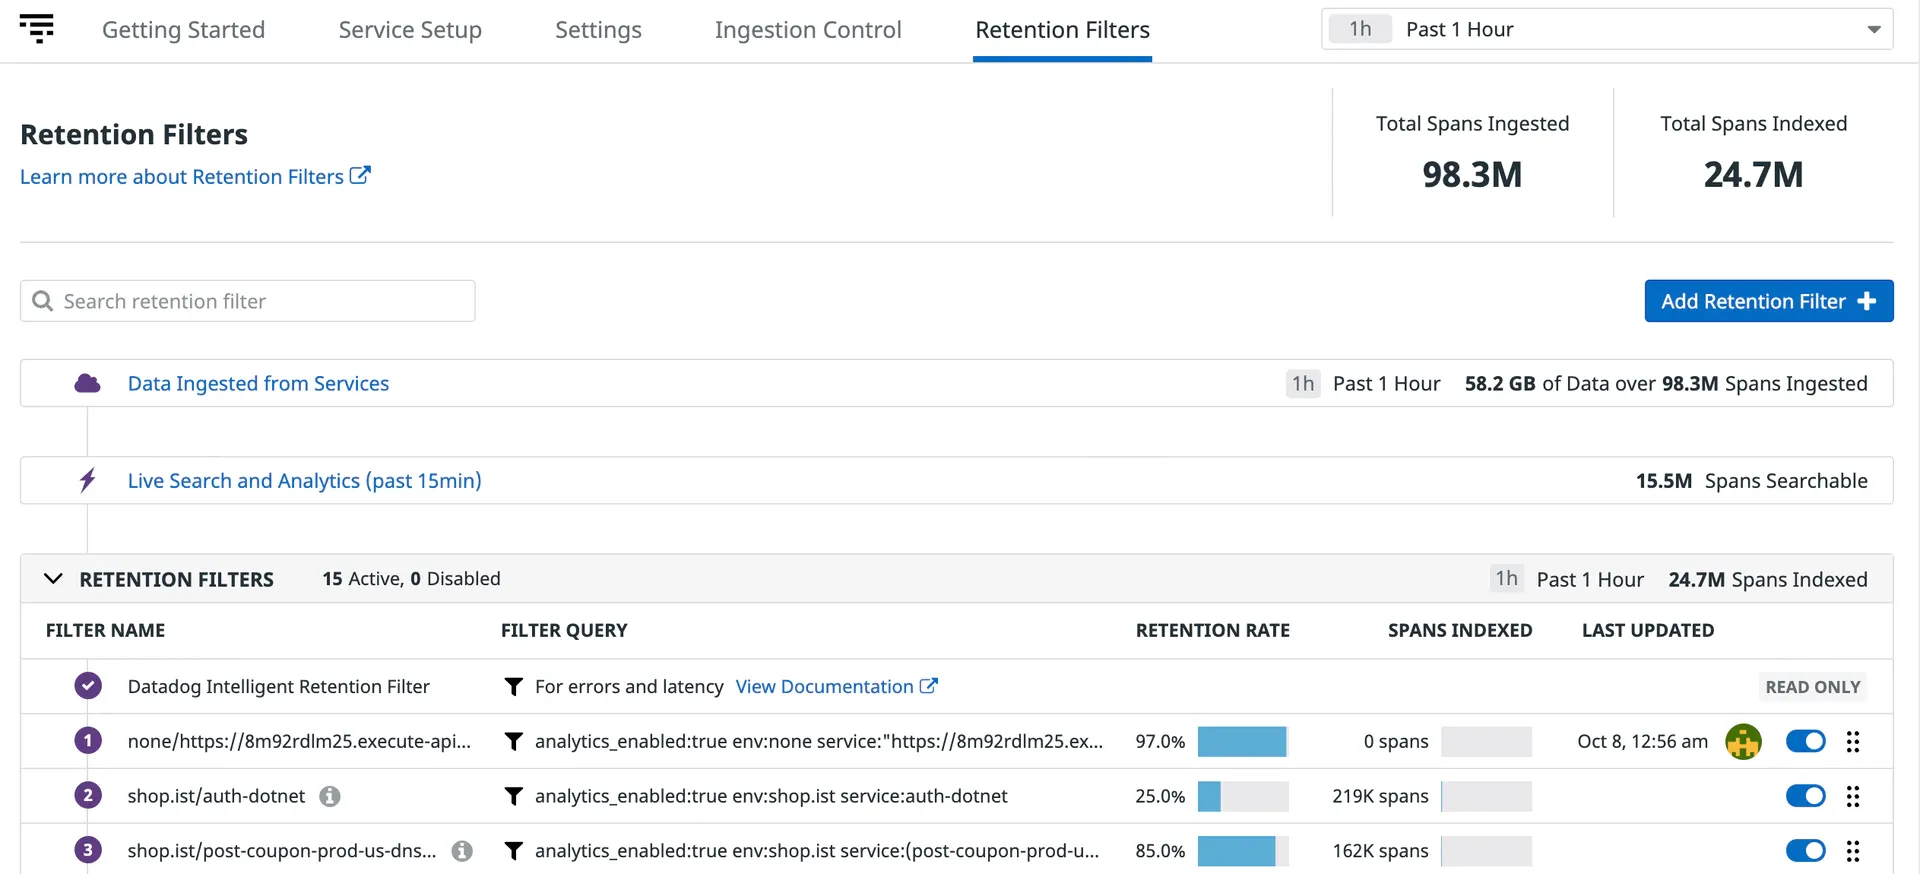 Getting Started Service Setup Settings Ingestion Control Retention Filters 1h Past 1 Hour
Retention Filters
Learn more about Retention Filters
Total Spans Ingested
98.3M
Total Spans Indexed
24.7M
Search retention filter
Add Retention Filter
Data Ingested from Services 1h Past 1 Hour 58.2 GB of Data over 98.3M Spans Ingested
Live Search and Analytics (past 15min) 15.5M Spans Searchable
RETENTION FILTERS 15 Active, 0 Disabled 1h Past 1 Hour 24.7M Spans Indexed
FILTER NAME FILTER QUERY RETENTION RATE SPANS INDEXED LAST UPDATED
Datadog Intelligent Retention Filter For errors and latency View Documentation READ ONLY
1 none/https://8m92rdlm25.execute-api... analytics_enabled:true env:none service:"https://8m92rdlm25.ex... 97.0% 0 spans Oct 8, 12:56 am
2 shop.ist/auth-dotnet analytics_enabled:true env:shop.ist service:auth-dotnet 25.0% 219K spans
3 shop.ist/post-coupon-prod-us-dns... analytics_enabled:true env:shop.ist service:(post-coupon-prod-u... 85.0% 162K spans